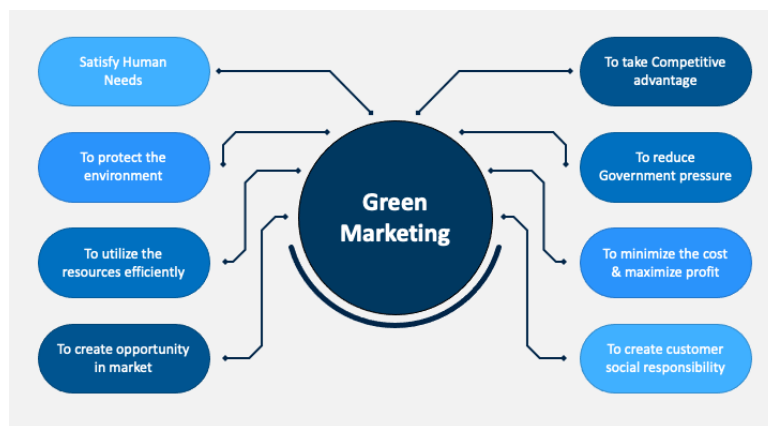 Satisfy Human
Needs
To protect the
environment
To utilize the
resources efficiently
To create opportunity
in market
Green
Marketing
To take Competitive
advantage
To reduce
Government pressure
To minimize the cost
& maximize profit
To create customer
social responsibility